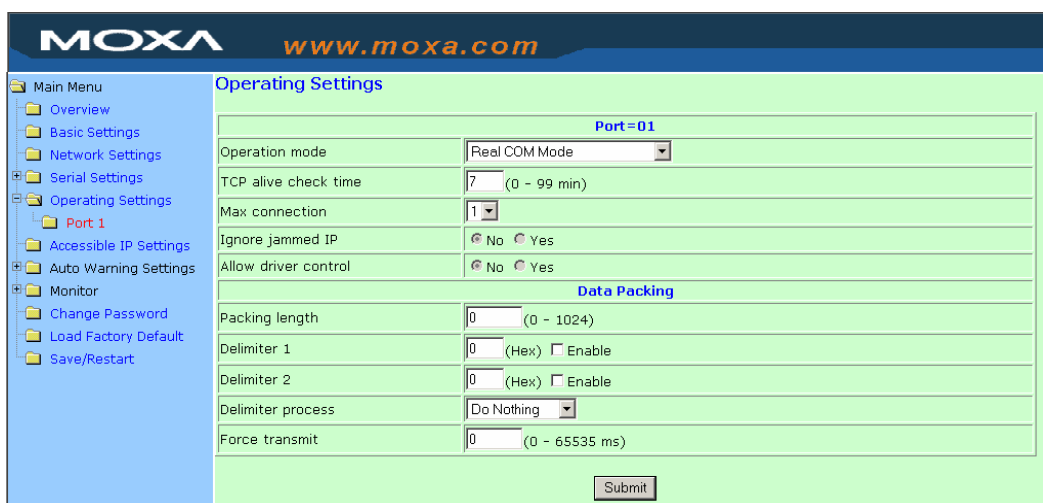 MOXA www.moxa.com
Main Menu
Overview
Basic Settings
Network Settings
Serial Settings
Operating Settings
Port 1
Accessible IP Settings
Auto Warning Settings
Monitor
Change Password
Load Factory Default
Save/Restart
Operating Settings
Port=01
Operation mode Real COM Mode
TCP alive check time 7 (0 - 99 min)
Max connection 1
Ignore jammed IP No Yes
Allow driver control No Yes
Data Packing
Packing length 0 (0 - 1024)
Delimiter 1 0 (Hex) Enable
Delimiter 2 0 (Hex) Enable
Delimiter process Do Nothing
Force transmit 0 (0 - 65535 ms)
Submit